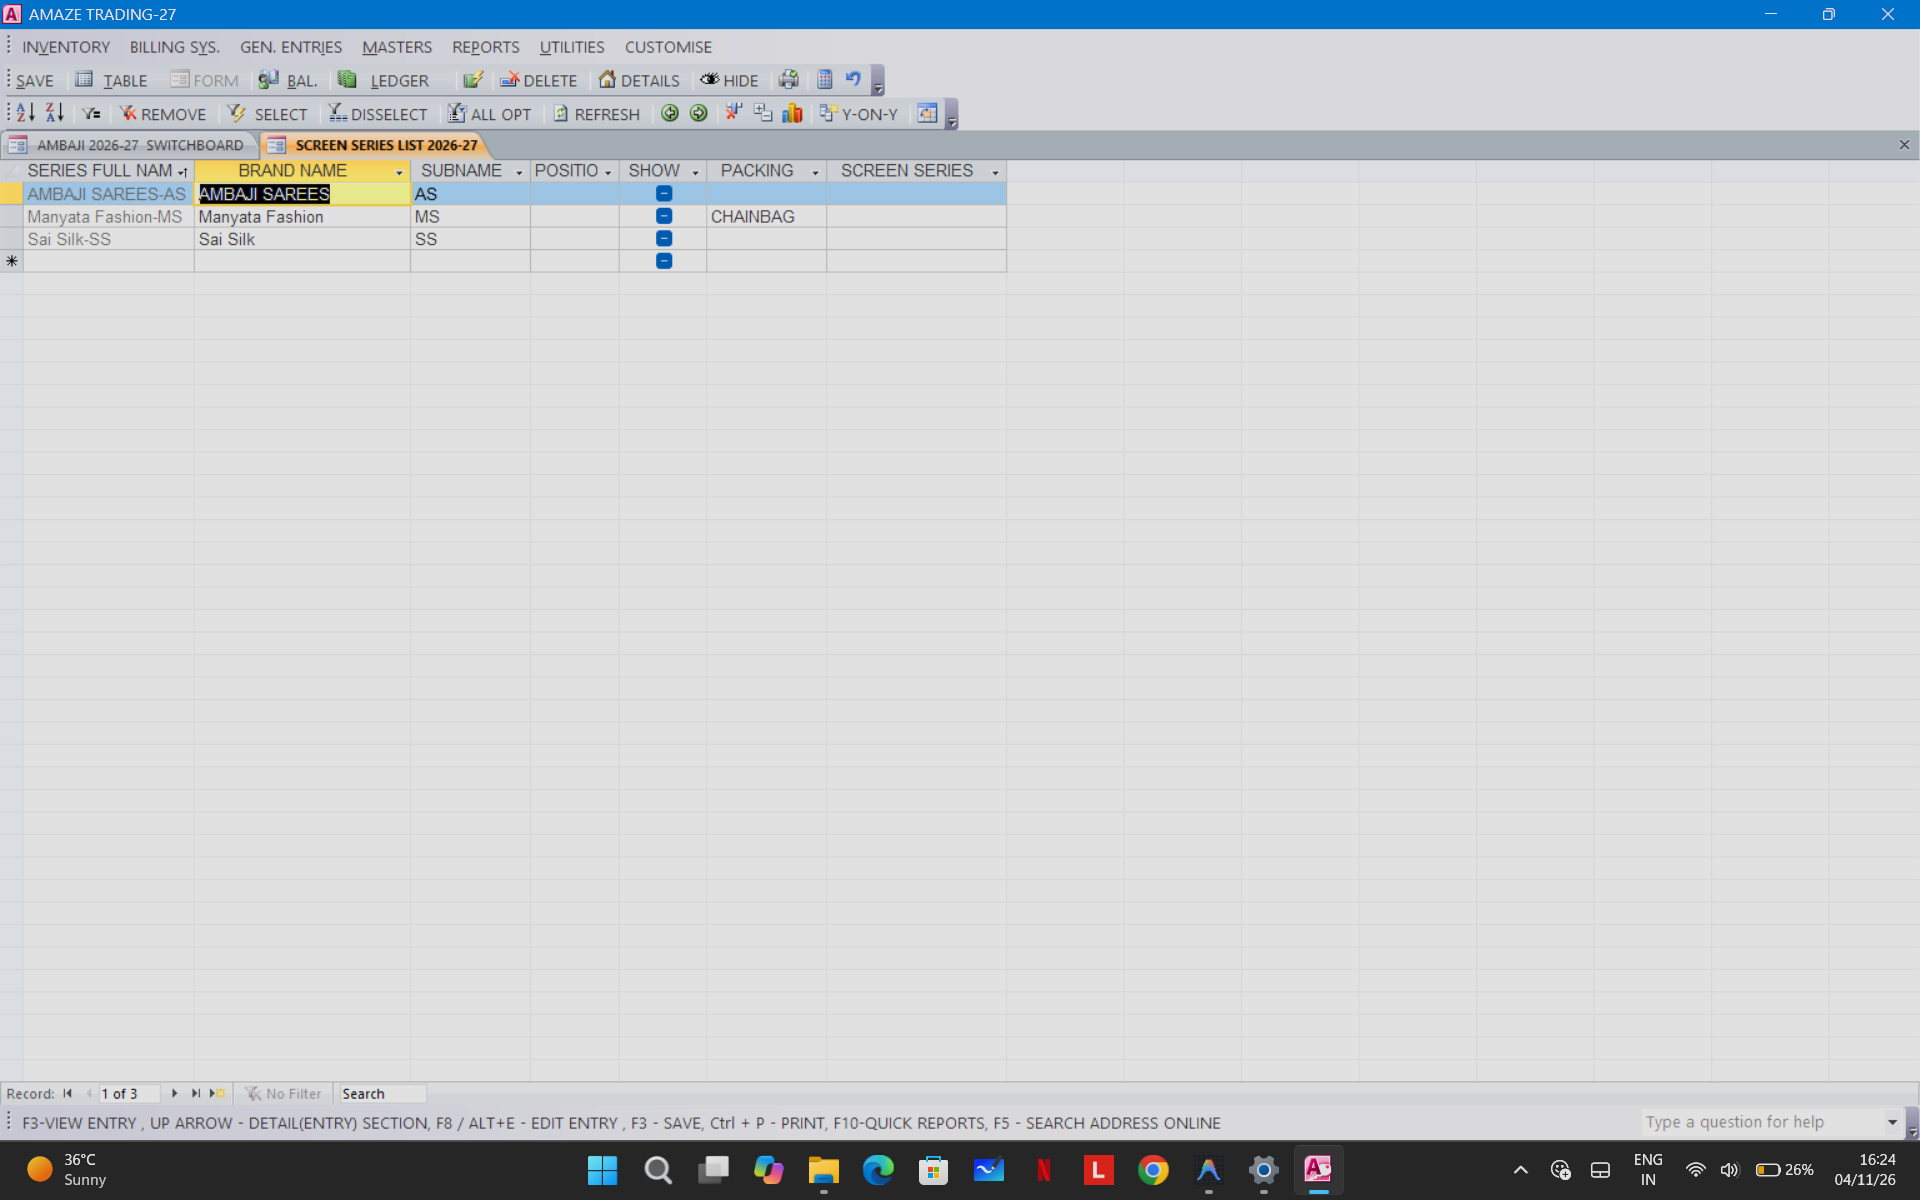 AMAZE TRADING-27
INVENTORY BILLING SYS. GEN. ENTRIES MASTERS REPORTS UTILITIES CUSTOMISE
SAVE TABLE FORM BAL. LEDGER DELETE DETAILS HIDE
REMOVE SELECT DISSELECT ALL OPT REFRESH Y-ON-Y
AMBAJI 2026-27 SWITCHBOARD SCREEN SERIES LIST 2026-27
SERIES FULL NAM BRAND NAME SUBNAME POSITIO SHOW PACKING SCREEN SERIES
AMBAJI SAREES-AS AMBAJI SAREES AS
Manyata Fashion-MS Manyata Fashion MS CHAINBAG
Sai Silk-SS Sai Silk SS
Record: 1 of 3 No Filter Search
F3-VIEW ENTRY , UP ARROW - DETAIL(ENTRY) SECTION, F8 / ALT+E - EDIT ENTRY , F3 - SAVE, Ctrl + P - PRINT, F10-QUICK REPORTS, F5 - SEARCH ADDRESS ONLINE Type a question for help
36°C
Sunny
ENG
IN
26%
16:24
04/11/26